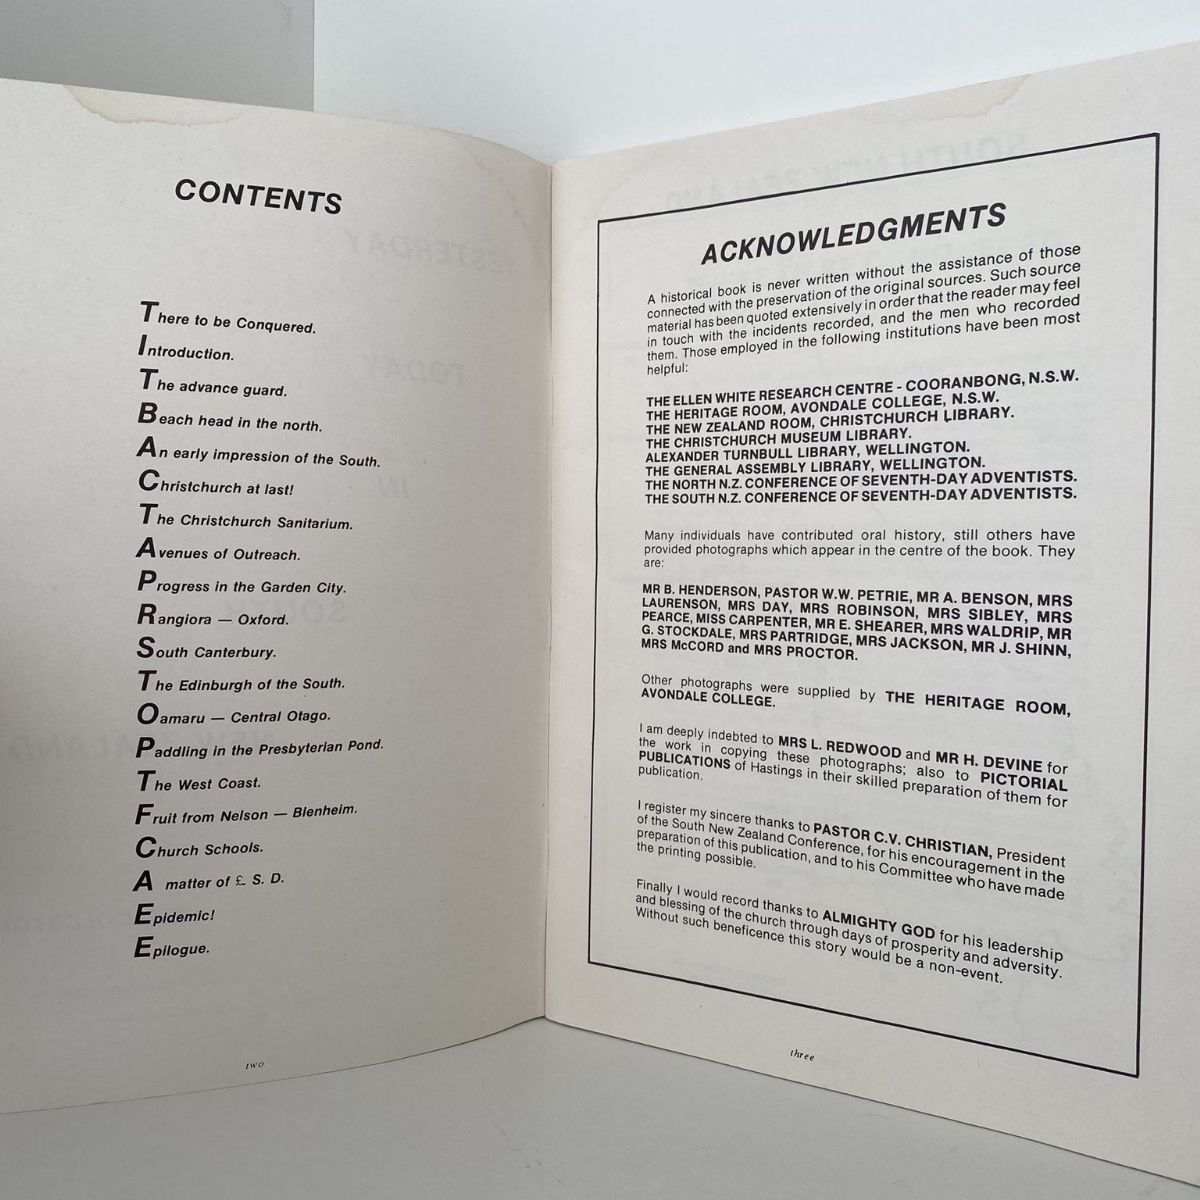 CONTENTS
There to be Conquered.
Introduction.
The advance guard.
Beach head in the north.
An early impression of the South.
Christchurch at last!
The Christchurch Sanitarium.
Avenues of Outreach.
Progress in the Garden City.
Rangiora — Oxford.
South Canterbury.
The Edinburgh of the South.
Oamaru — Central Otago.
Paddling in the Presbyterian Pond.
The West Coast.
Fruit from Nelson — Blenheim.
Church Schools.
A matter of £. S. D.
Epidemic!
Epilogue.
two
ACKNOWLEDGMENTS
A historical book is never written without the assistance of those
connected with the preservation of the original sources. Such source
material has been quoted extensively in order that the reader may feel
in touch with the incidents recorded, and the men who recorded
them. Those employed in the following institutions have been most
helpful:
THE ELLEN WHITE RESEARCH CENTRE - COORANBONG, N.S.W.
THE HERITAGE ROOM, AVONDALE COLLEGE, N.S.W.
THE NEW ZEALAND ROOM, CHRISTCHURCH LIBRARY.
THE CHRISTCHURCH MUSEUM LIBRARY.
ALEXANDER TURNBULL LIBRARY, WELLINGTON.
THE GENERAL ASSEMBLY LIBRARY, WELLINGTON.
THE NORTH N.Z. CONFERENCE OF SEVENTH-DAY ADVENTISTS.
THE SOUTH N.Z. CONFERENCE OF SEVENTH-DAY ADVENTISTS.
Many individuals have contributed oral history, still others have
provided photographs which appear in the centre of the book. They
are:
MR B. HENDERSON, PASTOR W.W. PETRIE, MR A. BENSON, MRS
LAURENSON, MRS DAY, MRS ROBINSON, MRS SIBLEY, MRS
PEARCE, MISS CARPENTER, MR E. SHEARER, MRS WALDRIP, MR
G. STOCKDALE, MRS PARTRIDGE, MRS JACKSON, MR J. SHINN,
MRS McCORD and MRS PROCTOR.
Other photographs were supplied by THE HERITAGE ROOM,
AVONDALE COLLEGE.
I am deeply indebted to MRS L. REDWOOD and MR H. DEVINE for
the work in copying these photographs; also to PICTORIAL
PUBLICATIONS of Hastings in their skilled preparation of them for
publication.
I register my sincere thanks to PASTOR C.V. CHRISTIAN, President
of the South New Zealand Conference, for his encouragement in the
preparation of this publication, and to his Committee who have made
the printing possible.
Finally I would record thanks to ALMIGHTY GOD for his leadership
and blessing of the church through days of prosperity and adversity.
Without such beneficence this story would be a non-event.
three